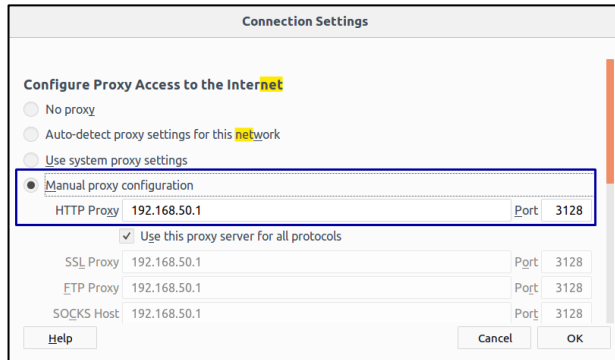 Connection Settings
Configure Proxy Access to the Internet
No proxy
Auto-detect proxy settings for this network
Use system proxy settings
Manual proxy configuration
HTTP Proxy 192.168.50.1 Port 3128
Use this proxy server for all protocols
SSL Proxy 192.168.50.1 Port 3128
FTP Proxy 192.168.50.1 Port 3128
SOCKS Host 192.168.50.1 Port 3128
Help Cancel OK